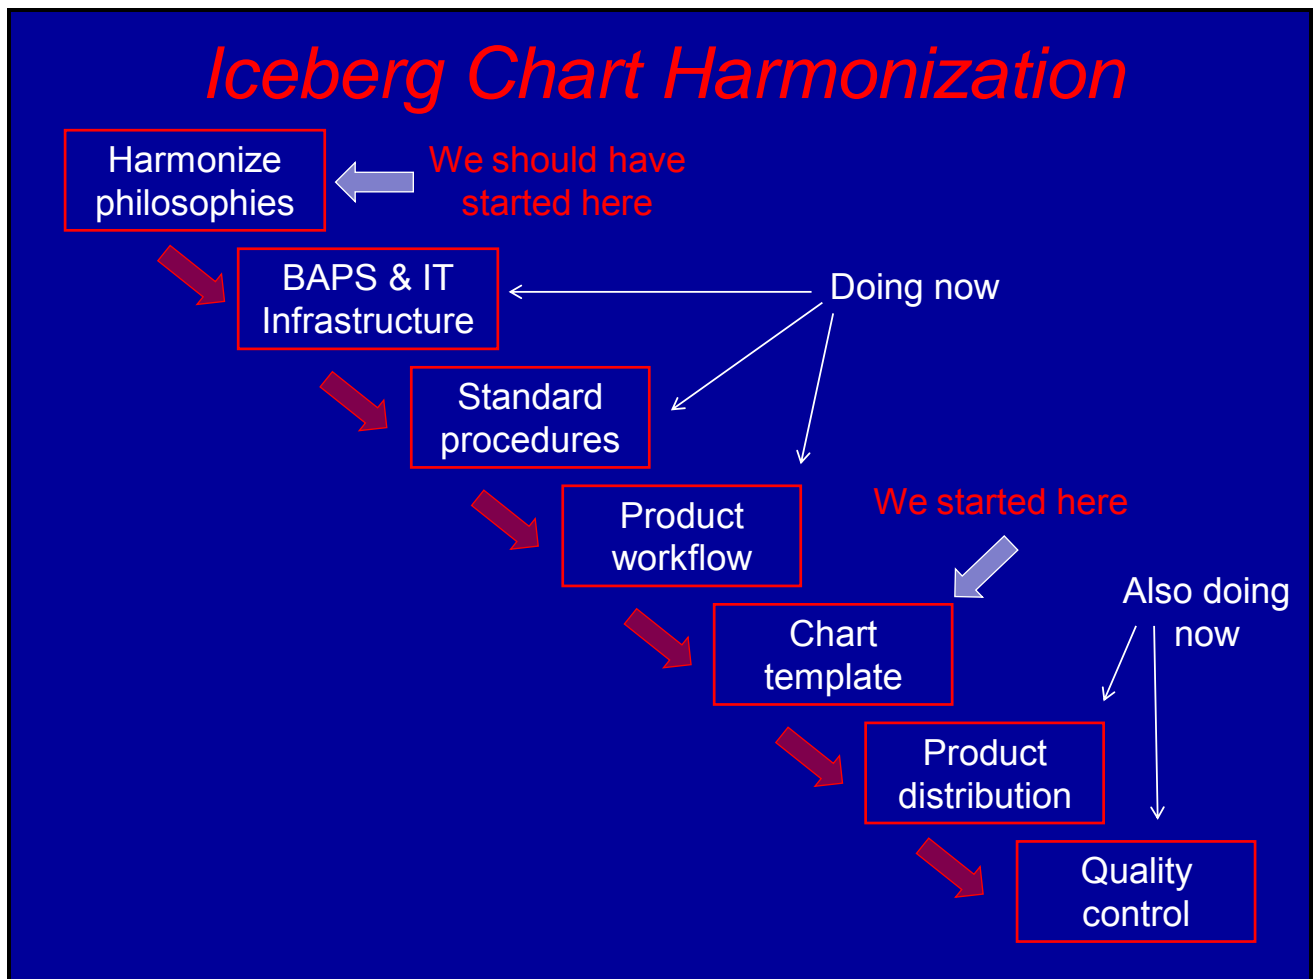 Iceberg Chart Harmonization
Harmonize
philosophies
We should have
started here
BAPS & IT
Infrastructure
Doing now
Standard
procedures
Product
workflow
We started here
Chart
template
Also doing
now
Product
distribution
Quality
control